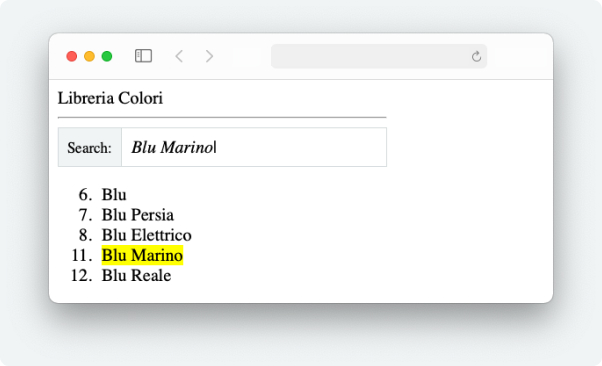 Libreria Colori
Search: Blu Marino
6. Blu
7. Blu Persia
8. Blu Elettrico
11. Blu Marino
12. Blu Reale